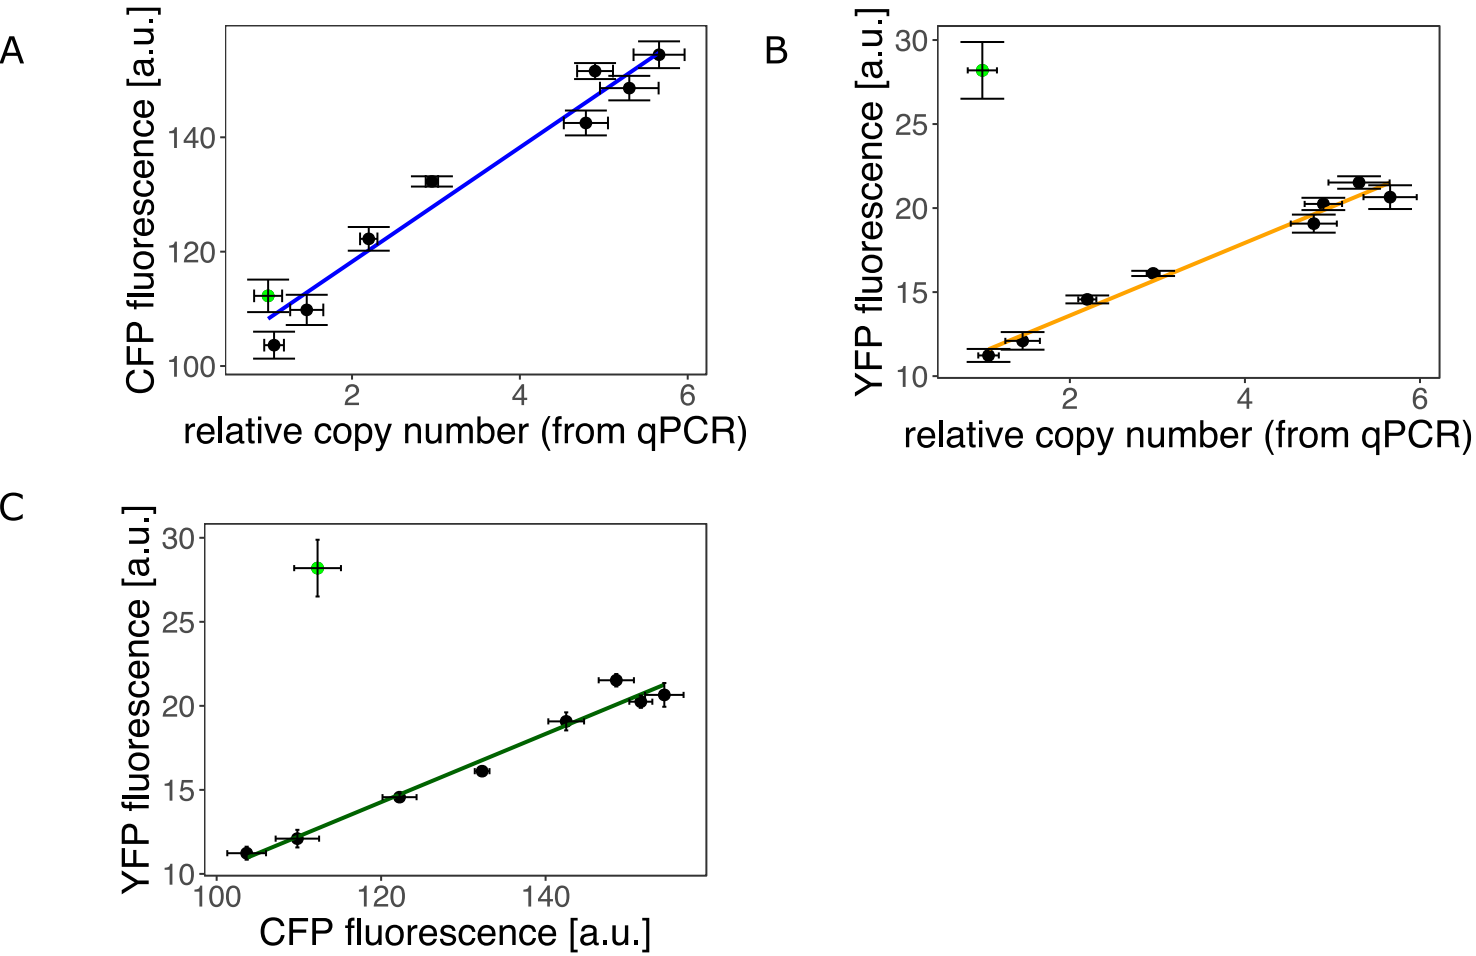 A
CFP fluorescence [a.u.]
140
120
100
2 4 6
relative copy number (from qPCR)
B
YFP fluorescence [a.u.]
30
25
20
15
10
2 4 6
relative copy number (from qPCR)
C
YFP fluorescence [a.u.]
30
25
20
15
10
100 120 140
CFP fluorescence [a.u.]